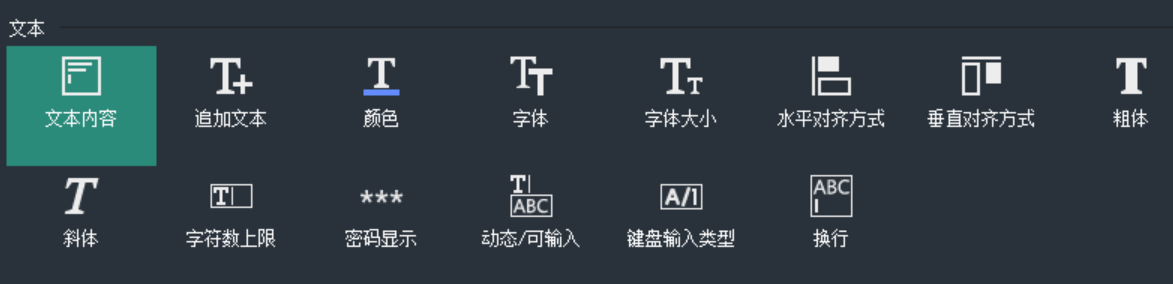 文本
文本内容 追加文本 颜色 字体 字体大小 水平对齐方式 垂直对齐方式 粗体
斜体 字符数上限 密码显示 动态/可输入 键盘输入类型 换行